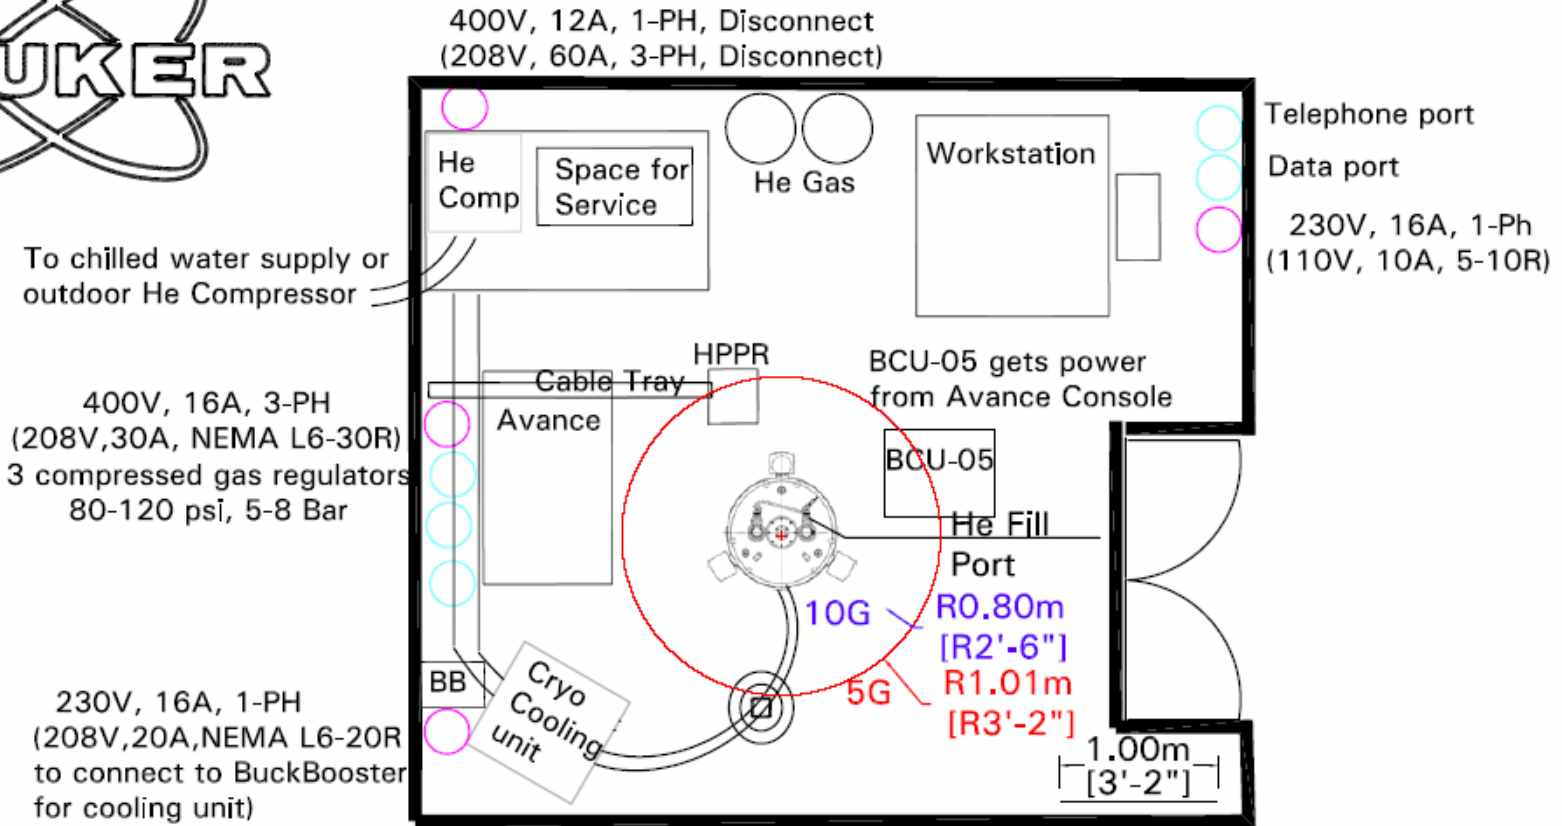 UKER
400V, 12A, 1-PH, Disconnect
(208V, 60A, 3-PH, Disconnect)
Telephone port
Data port
230V, 16A, 1-Ph
(110V, 10A, 5-10R)
He
Comp
Space for
Service
He Gas
Workstation
To chilled water supply or
outdoor He Compressor
HPPR
Cable Tray
Avance
BCU-05 gets power
from Avance Console
BCU-05
400V, 16A, 3-PH
(208V,30A, NEMA L6-30R)
3 compressed gas regulators
80-120 psi, 5-8 Bar
He Fill
Port
10G
R0.80m
[R2'-6"]
5G
R1.01m
[R3'-2"]
BB
Cryo
Cooling
unit
230V, 16A, 1-PH
(208V,20A,NEMA L6-20R
to connect to BuckBooster
for cooling unit)
1.00m
[3'-2"]